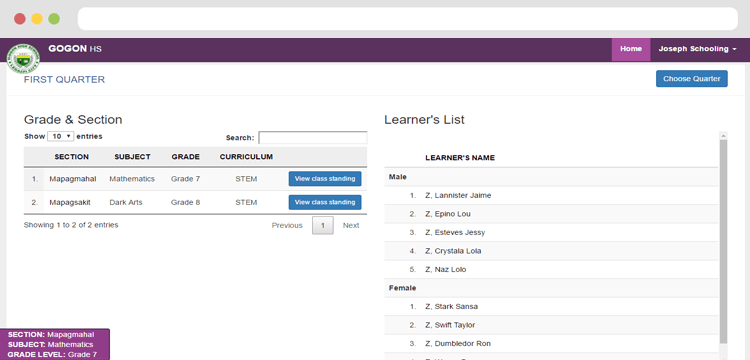 GOGON HS
Home
Joseph Schooling
FIRST QUARTER
Choose Quarter
Grade & Section
Show 10 entries
Search:
SECTION SUBJECT GRADE CURRICULUM
1. Mapagmahal Mathematics Grade 7 STEM View class standing
2. Mapagsakit Dark Arts Grade 8 STEM View class standing
Showing 1 to 2 of 2 entries
Previous 1 Next
Learner's List
LEARNER'S NAME
Male
1. Z, Lannister Jaime
2. Z, Epino Lou
3. Z, Esteves Jessy
4. Z, Crystala Lola
5. Z, Naz Lolo
Female
1. Z, Stark Sansa
2. Z, Swift Taylor
3. Z, Dumbledor Ron
SECTION: Mapagmahal
SUBJECT: Mathematics
GRADE LEVEL: Grade 7